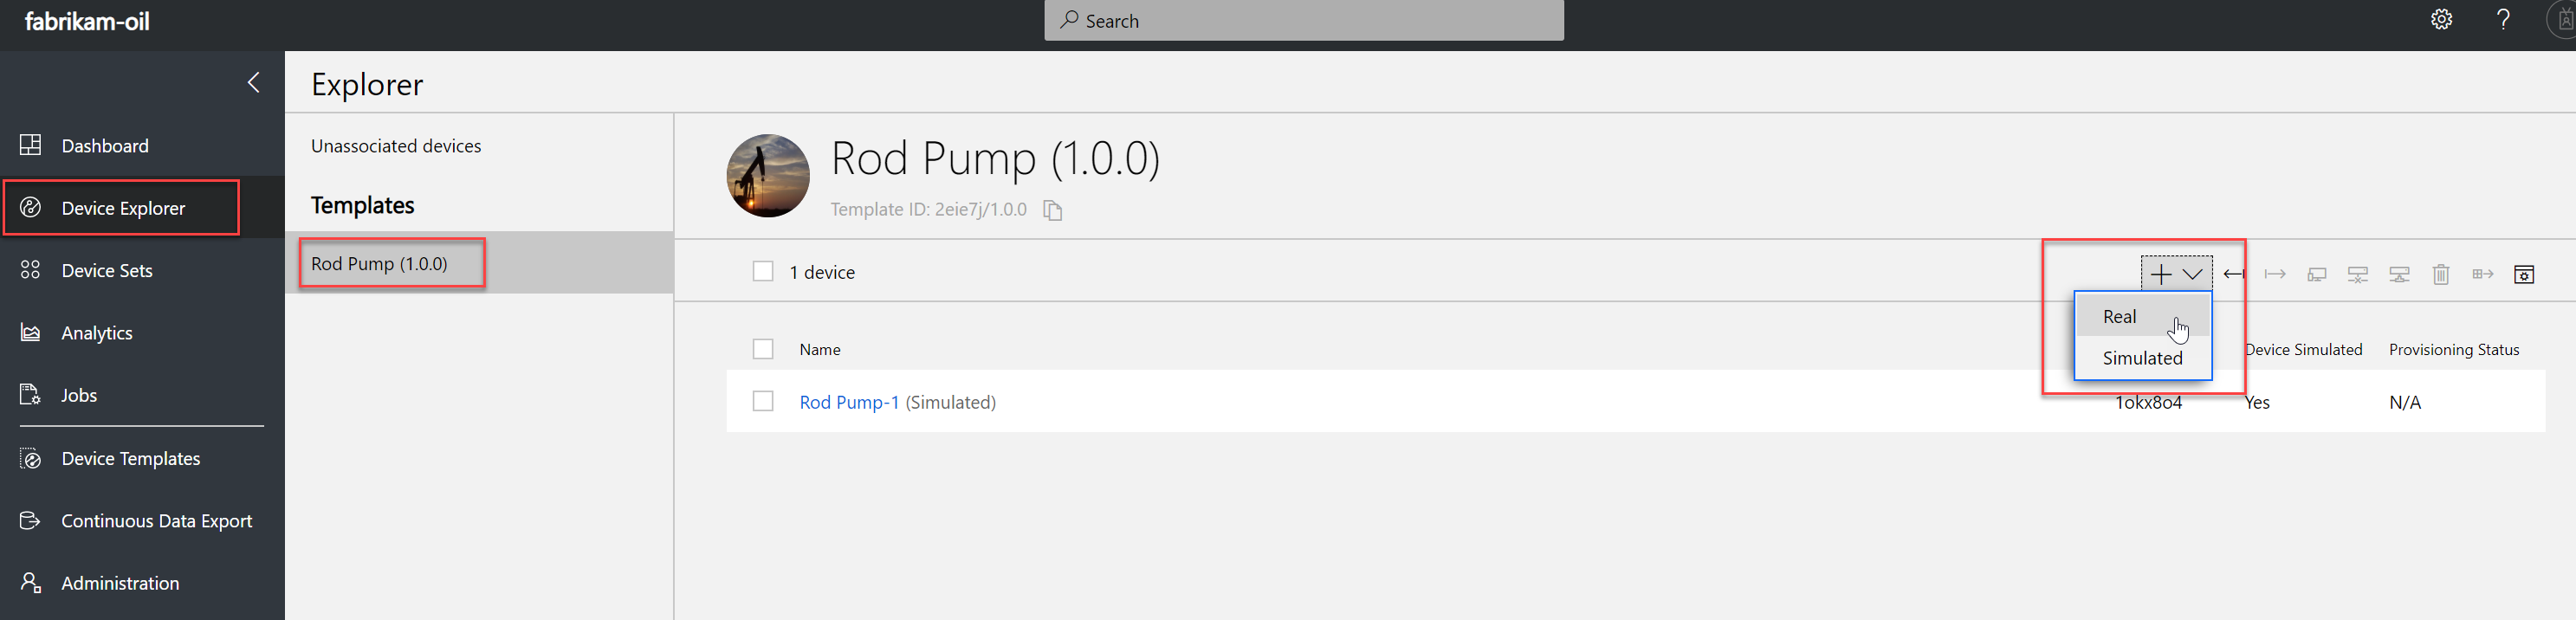 fabrikam-oil
Search
Explorer
Dashboard
Device Explorer
Device Sets
Analytics
Jobs
Device Templates
Continuous Data Export
Administration
Unassociated devices
Templates
Rod Pump (1.0.0)
Rod Pump (1.0.0)
Template ID: 2eie7j/1.0.0
1 device
Real
Simulated
Name
Device Simulated
Provisioning Status
Rod Pump-1 (Simulated)
1okx8o4
Yes
N/A